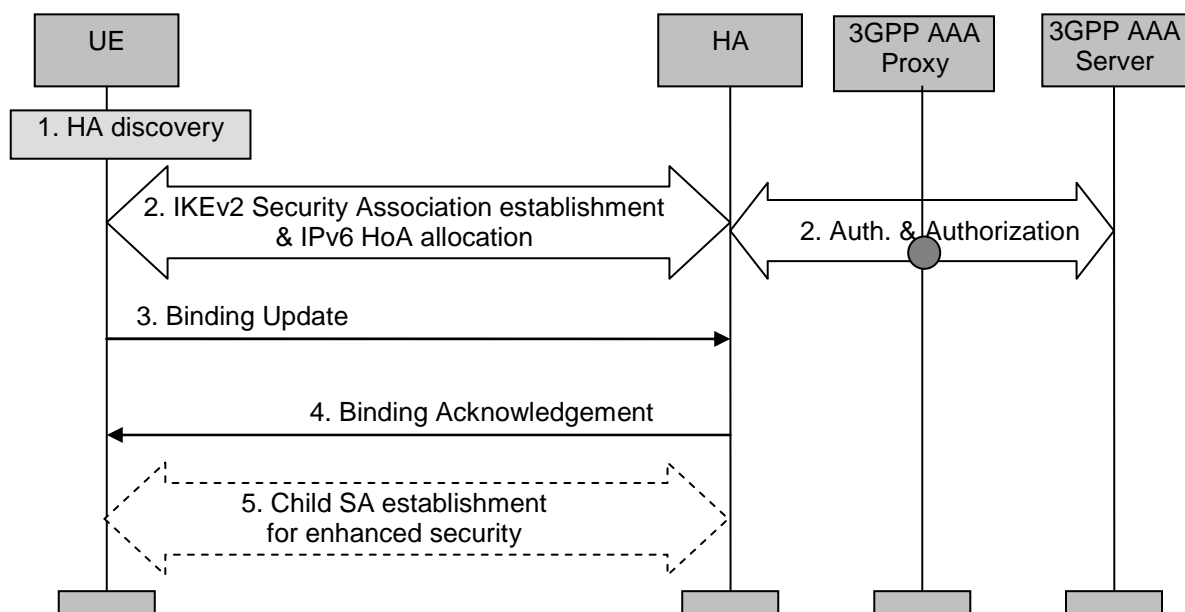 UE
HA
3GPP AAA
Proxy
3GPP AAA
Server
1. HA discovery
2. IKEv2 Security Association establishment
& IPv6 HoA allocation
2. Auth. & Authorization
3. Binding Update
4. Binding Acknowledgement
5. Child SA establishment
for enhanced security